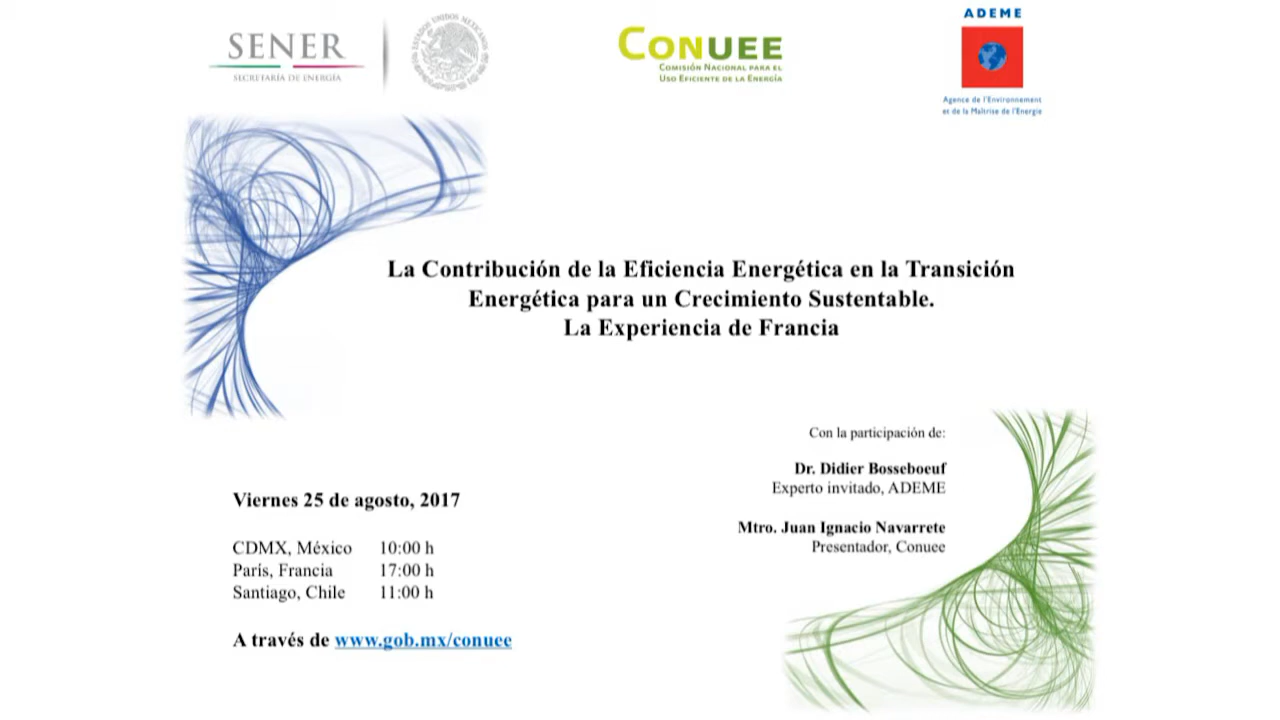 SENER
SECRETARÍA DE ENERGÍA
ESTADOS UNIDOS MEXICANOS
CONUEE
COMISIÓN NACIONAL PARA EL
USO EFICIENTE DE LA ENERGÍA
ADEME
Agence de l'Environnement
et de la Maîtrise de l'Energie
La Contribución de la Eficiencia Energética en la Transición
Energética para un Crecimiento Sustentable.
La Experiencia de Francia
Con la participación de:
Dr. Didier Bosseboeuf
Experto invitado, ADEME
Mtro. Juan Ignacio Navarrete
Presentador, Conuee
Viernes 25 de agosto, 2017
CDMX, México 10:00 h
París, Francia 17:00 h
Santiago, Chile 11:00 h
A través de www.gob.mx/conuee